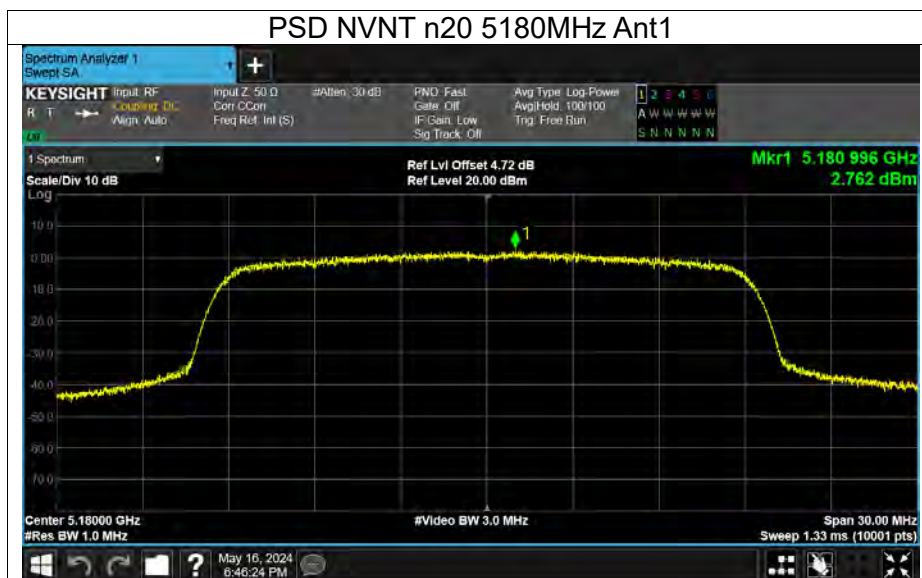 PSD NVNT n20 5180MHz Ant1
Spectrum Analyzer 1
Swept SA
KEYSIGHT Input: RF
R T Coupling: DC
Align: Auto
Input Z: 50 Ω
Corr CCorr
Freq Ref: Int (S)
#Atten: 30 dB
PNO: Fast
Gate: Off
IF Gain: Low
Sig Track: Off
Avg Type: Log-Power
Avg|Hold: 100/100
Trig: Free Run
1 2 3 4 5 6
A W W W W W
S N N N N N
1 Spectrum
Scale/Div 10 dB
Log
Ref Lvl Offset 4.72 dB
Ref Level 20.00 dBm
Mkr1 5.180 996 GHz
2.762 dBm
10.0
0.00
-10.0
-20.0
-30.0
-40.0
-50.0
-60.0
-70.0
1
Center 5.18000 GHz
#Video BW 3.0 MHz
Span 30.00 MHz
#Res BW 1.0 MHz
Sweep 1.33 ms (10001 pts)
?
May 16, 2024
6:46:24 PM